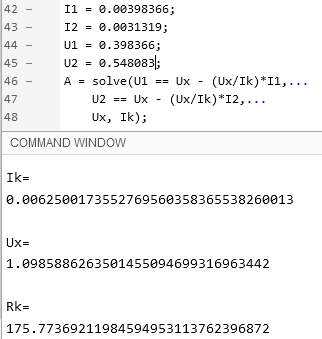 42 – I1 = 0.00398366;
43 – I2 = 0.0031319;
44 – U1 = 0.398366;
45 – U2 = 0.548083;
46 – A = solve(U1 == Ux - (Ux/Ik)*I1,...
47 U2 == Ux - (Ux/Ik)*I2,...
48 Ux, Ik);
COMMAND WINDOW
Ik=
0.0062500173552769560358365538260013
Ux=
1.0985886263501455094699316963442
Rk=
175.77369211984594953113762396872